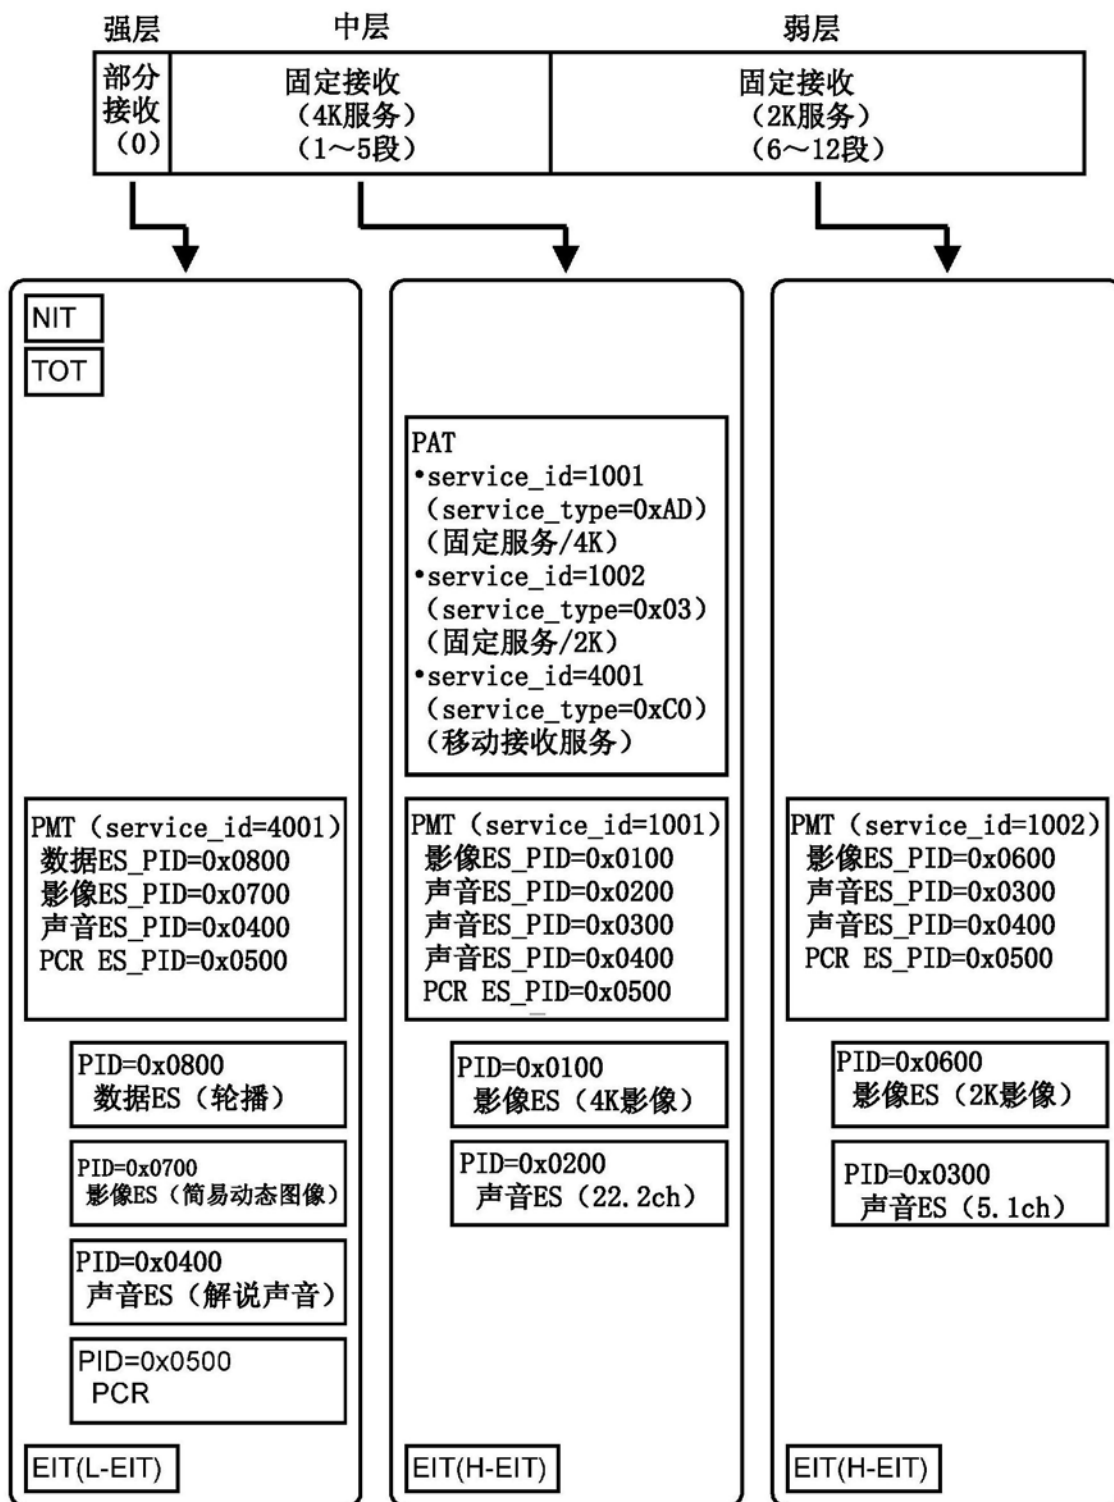 强层
中层
弱层
部分
接收
（0）
固定接收
（4K服务）
（1～5段）
固定接收
（2K服务）
（6～12段）
NIT
TOT
PMT（service_id=4001）
数据ES_PID=0x0800
影像ES_PID=0x0700
声音ES_PID=0x0400
PCR ES_PID=0x0500
PID=0x0800
数据ES（轮播）
PID=0x0700
影像ES（简易动态图像）
PID=0x0400
声音ES（解说声音）
PID=0x0500
PCR
EIT(L-EIT)
PAT
•service_id=1001
（service_type=0xAD）
（固定服务/4K）
•service_id=1002
（service_type=0x03）
（固定服务/2K）
•service_id=4001
（service_type=0xC0）
（移动接收服务）
PMT（service_id=1001）
影像ES_PID=0x0100
声音ES_PID=0x0200
声音ES_PID=0x0300
声音ES_PID=0x0400
PCR ES_PID=0x0500
PID=0x0100
影像ES（4K影像）
PID=0x0200
声音ES（22.2ch）
EIT(H-EIT)
PMT（service_id=1002）
影像ES_PID=0x0600
声音ES_PID=0x0300
声音ES_PID=0x0400
PCR ES_PID=0x0500
PID=0x0600
影像ES（2K影像）
PID=0x0300
声音ES（5.1ch）
EIT(H-EIT)